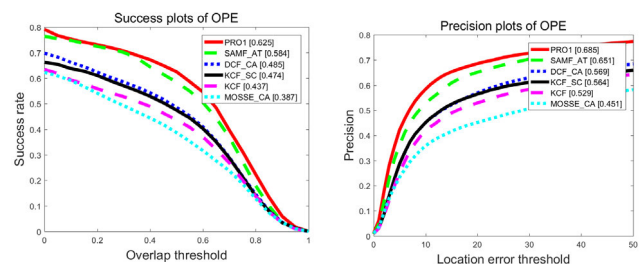 Success plots of OPE
0.8
0.7
0.6
0.5
0.4
0.3
0.2
0.1
0
Success rate
PRO1 [0.625]
SAMF_AT [0.584]
DCF_CA [0.485]
KCF_SC [0.474]
KCF [0.437]
MOSSE_CA [0.387]
0 0.2 0.4 0.6 0.8 1
Overlap threshold
Precision plots of OPE
0.8
0.7
0.6
0.5
0.4
0.3
0.2
0.1
0
Precision
PRO1 [0.685]
SAMF_AT [0.651]
DCF_CA [0.569]
KCF_SC [0.564]
KCF [0.529]
MOSSE_CA [0.451]
0 10 20 30 40 50
Location error threshold